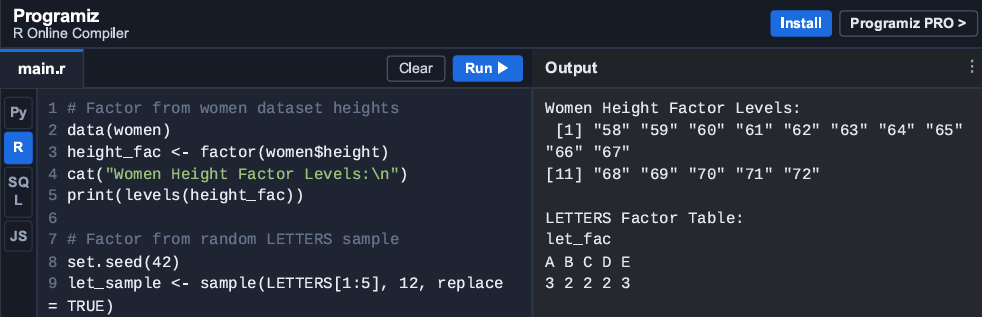 Programiz
R Online Compiler
Install
Programiz PRO >
main.r
Clear
Run
Output
Py
R
SQ
L
JS
1 # Factor from women dataset heights
2 data(women)
3 height_fac <- factor(women$height)
4 cat("Women Height Factor Levels:\n")
5 print(levels(height_fac))
6
7 # Factor from random LETTERS sample
8 set.seed(42)
9 let_sample <- sample(LETTERS[1:5], 12, replace
= TRUE)
Women Height Factor Levels:
 [1] "58" "59" "60" "61" "62" "63" "64" "65"
"66" "67"
[11] "68" "69" "70" "71" "72"

LETTERS Factor Table:
let_fac
A B C D E
3 2 2 2 3